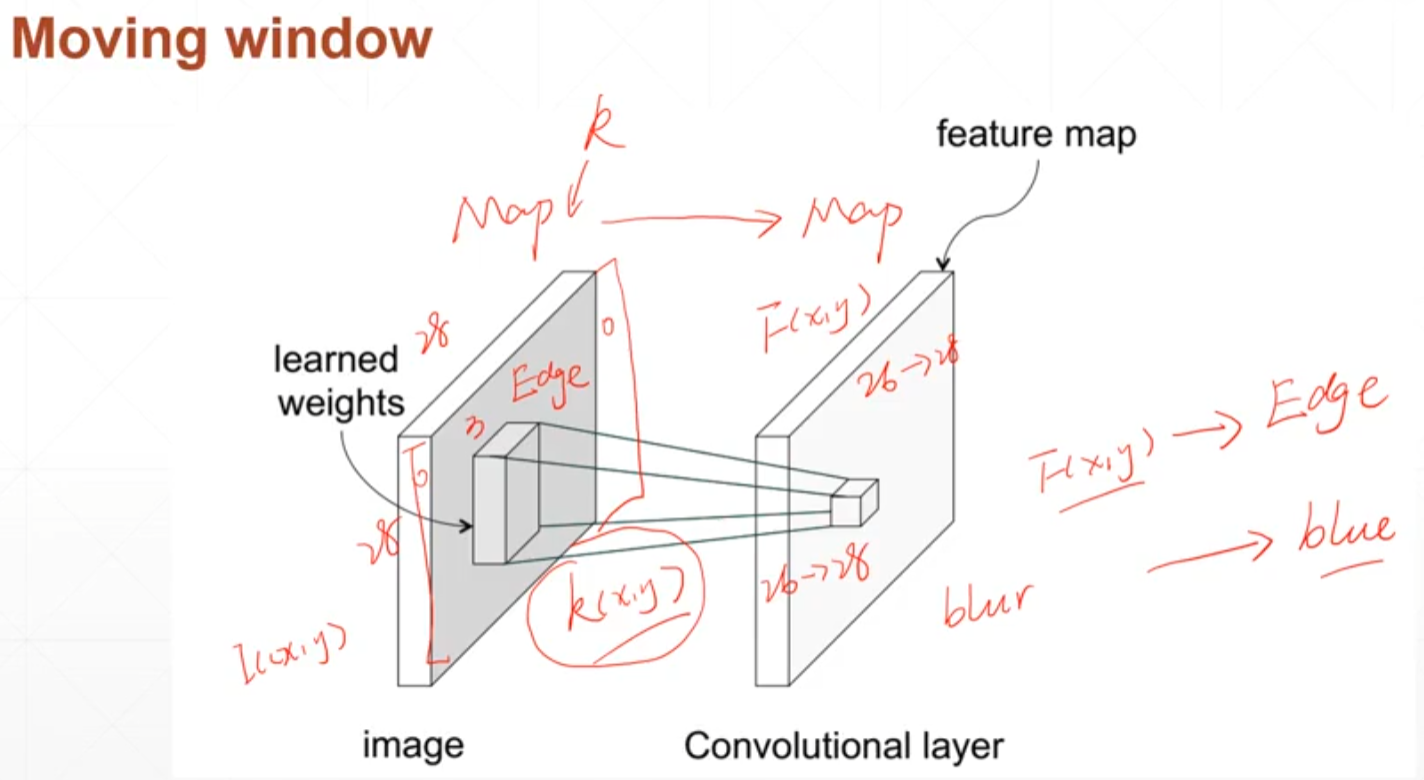 Moving window
k
Map
Map
feature map
F(x,y)
28
learned
weights
Edge
0
26→28
3
Edge
0
F(x,y)
28
blue
k(x,y)
26→28
blur
I(x,y)
image
Convolutional layer